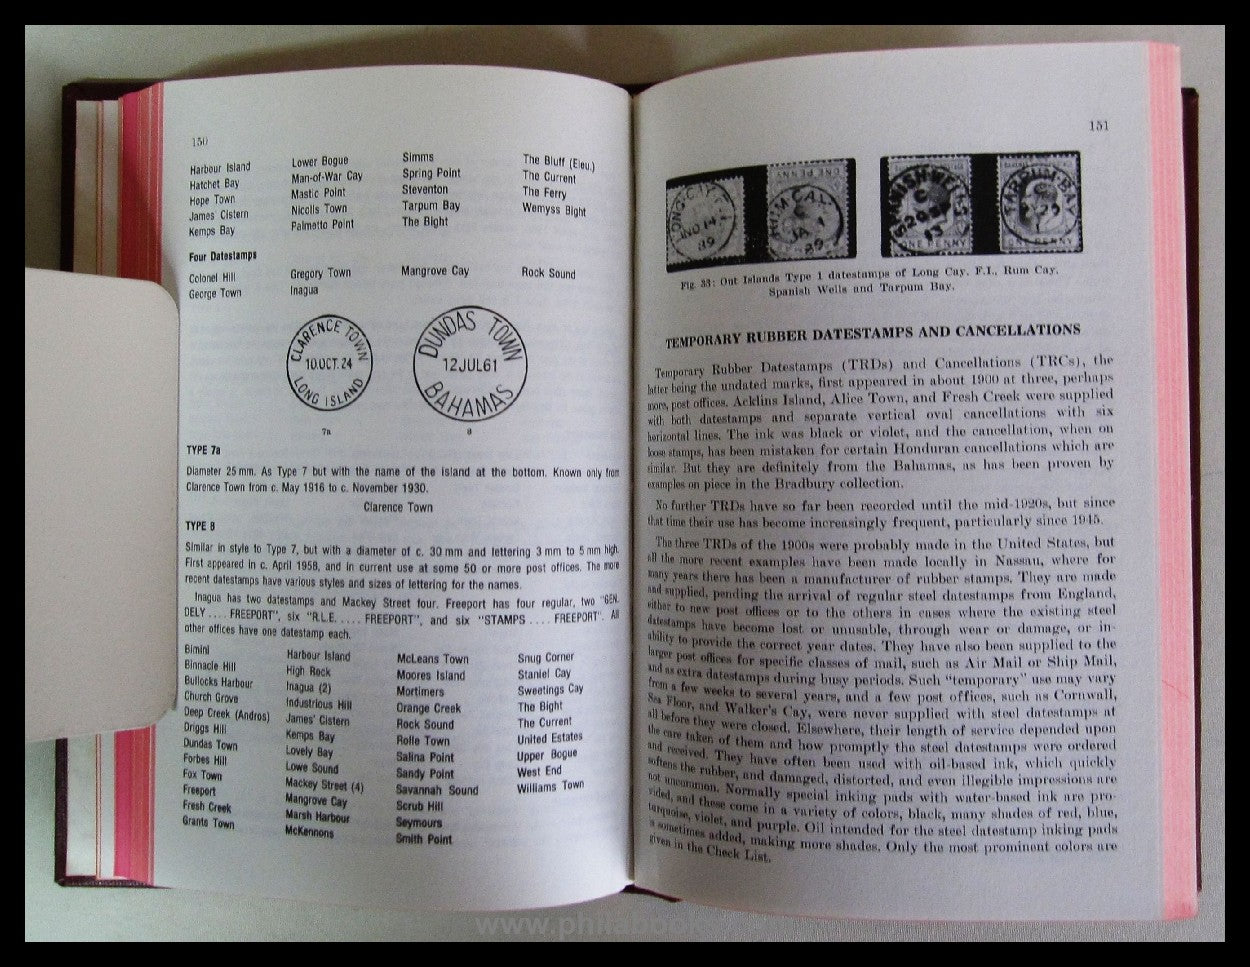 150
Harbour Island Lower Bogue Simms The Bluff (Eleu.)
Hatchet Bay Man-of-War Cay Spring Point The Current
Hope Town Mastic Point Steventon The Ferry
James Cistern Nicolls Town Tarpum Bay Wemyss Bight
Kemps Bay Palmetto Point The Bight
Four Datestamps
Colonel Hill Gregory Town Mangrove Cay Rock Sound
George Town Inagua
CLARENCE TOWN
10.OCT.24
LONG ISLAND
7a
DUNDAS TOWN
12JUL61
BAHAMAS
8
TYPE 7a
Diameter 25 mm. As Type 7 but with the name of the island at the bottom. Known only from
Clarence Town from c. May 1916 to c. November 1930.
Clarence Town
TYPE 8
Similar in style to Type 7, but with a diameter of c. 30 mm and lettering 3 mm to 5 mm high.
First appeared in c. April 1958, and in current use at some 50 or more post offices. The more
recent datestamps have various styles and sizes of lettering for the names.
Inagua has two datestamps and Mackey Street four. Freeport has four regular, two "GEN.
DELY .... FREEPORT", six "R.L.E. .... FREEPORT", and six "STAMPS .... FREEPORT". All
other offices have one datestamp each.
Bimini Harbour Island McLeans Town Snug Corner
Binnacle Hill High Rock Moores Island Staniel Cay
Bullocks Harbour Inagua (2) Mortimers Sweetings Cay
Church Grove Industrious Hill Orange Creek The Bight
Deep Creek (Andros) James' Cistern Rock Sound The Current
Driggs Hill Kemps Bay Rolle Town United Estates
Dundas Town Lovely Bay Salina Point Upper Bogue
Forbes Hill Lowe Sound Sandy Point West End
Fox Town Mackey Street (4) Savannah Sound Williams Town
Freeport Mangrove Cay Scrub Hill
Fresh Creek Marsh Harbour Seymours
Grants Town McKennons Smith Point
151
LONG-CAY
NO 14
29
RUM CAY
JA 1
29
ONE PENNY
SPANISH WELLS
13
ONE PENNY
TARPUM-BAY
ONE PENNY
Fig. 33: Out Islands Type 1 datestamps of Long Cay, F.I., Rum Cay.
Spanish Wells and Tarpum Bay.
TEMPORARY RUBBER DATESTAMPS AND CANCELLATIONS
Temporary Rubber Datestamps (TRDs) and Cancellations (TRCs), the
latter being the undated marks, first appeared in about 1900 at three, perhaps
more, post offices. Acklins Island, Alice Town, and Fresh Creek were supplied
with both datestamps and separate vertical oval cancellations with six
horizontal lines. The ink was black or violet, and the cancellation, when on
loose stamps, has been mistaken for certain Honduran cancellations which are
similar. But they are definitely from the Bahamas, as has been proven by
examples on piece in the Bradbury collection.
No further TRDs have so far been recorded until the mid-1920s, but since
that time their use has become increasingly frequent, particularly since 1945.
The three TRDs of the 1900s were probably made in the United States, but
all the more recent examples have been made locally in Nassau, where for
many years there has been a manufacturer of rubber stamps. They are made
and supplied, pending the arrival of regular steel datestamps from England,
either to new post offices or to the others in cases where the existing steel
datestamps have become lost or unusable, through wear or damage, or in-
ability to provide the correct year dates. They have also been supplied to the
larger post offices for specific classes of mail, such as Air Mail or Ship Mail,
and as extra datestamps during busy periods. Such "temporary" use may vary
from a few weeks to several years, and a few post offices, such as Cornwall,
Sea Floor, and Walker's Cay, were never supplied with steel datestamps at
all before they were closed. Elsewhere, their length of service depended upon
the care taken of them and how promptly the steel datestamps were ordered
and received. They have often been used with oil-based ink, which quickly
softens the rubber, and damaged, distorted, and even illegible impressions are
not uncommon. Normally special inking pads with water-based ink are pro-
vided, and these come in a variety of colors, black, many shades of red, blue,
turquoise, violet, and purple. Oil intended for the steel datestamp inking pads
is sometimes added, making more shades. Only the most prominent colors are
given in the Check List.
www.philabook